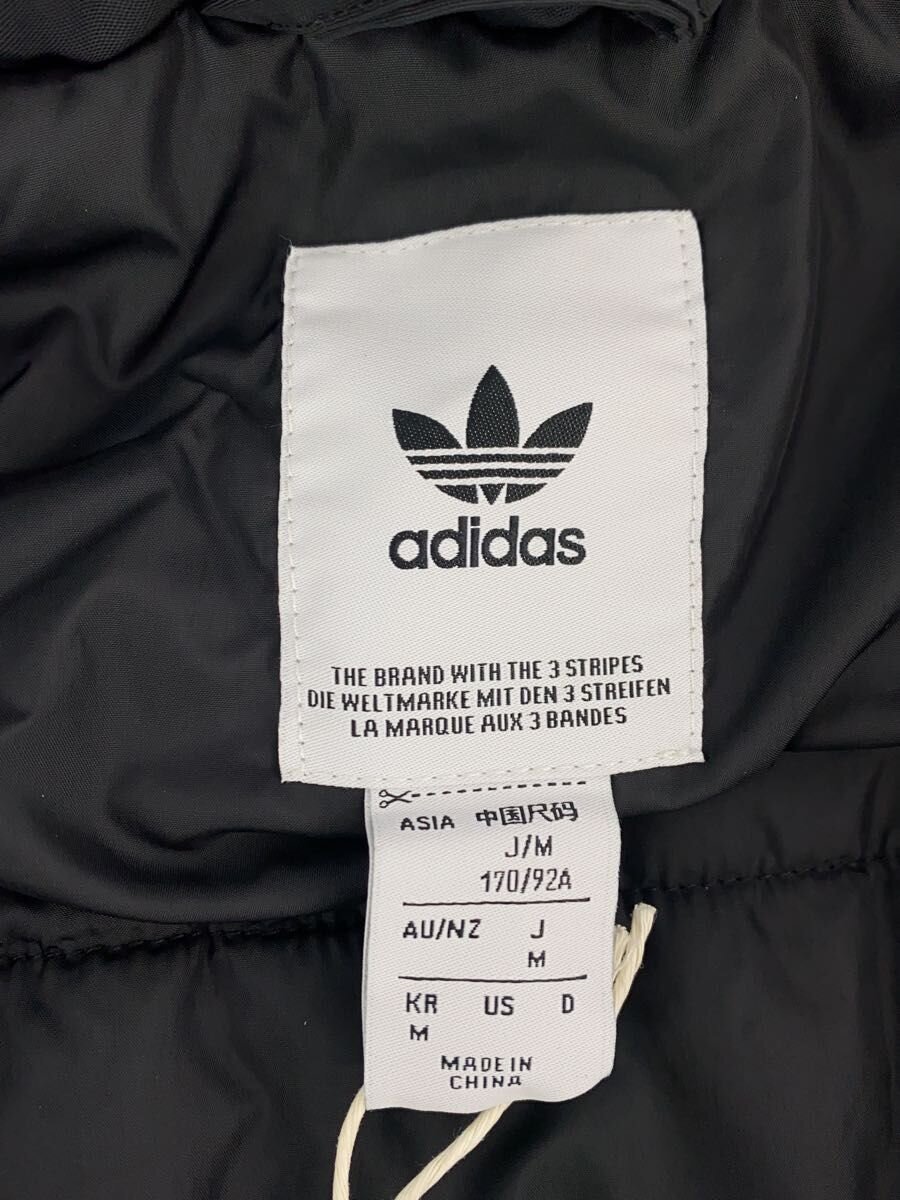 adidas
THE BRAND WITH THE 3 STRIPES
DIE WELTMARKE MIT DEN 3 STREIFEN
LA MARQUE AUX 3 BANDES
ASIA 中国尺码
J/M
170/92A
AU/NZ J
M
KR US D
M
MADE IN
CHINA